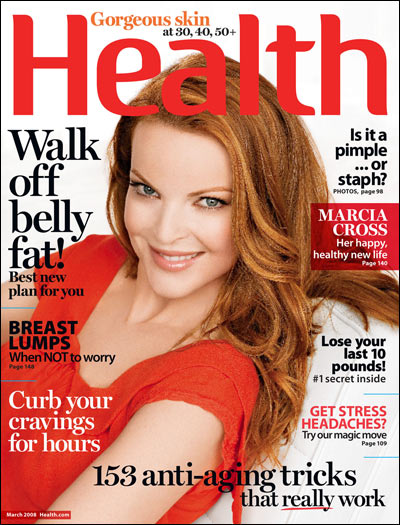 Gorgeous skin
at 30, 40, 50+
Health
Walk
off
belly
fat!
Best new
plan for you
BREAST
LUMPS
When NOT to worry
Page 148
Curb your
cravings
for hours
Is it a
pimple
... or
staph?
PHOTOS, page 98
MARCIA
CROSS
Her happy,
healthy new life
Page 140
Lose your
last 10
pounds!
#1 secret inside
GET STRESS
HEADACHES?
Try our magic move
Page 109
153 anti-aging tricks
that really work
March 2008 Health.com